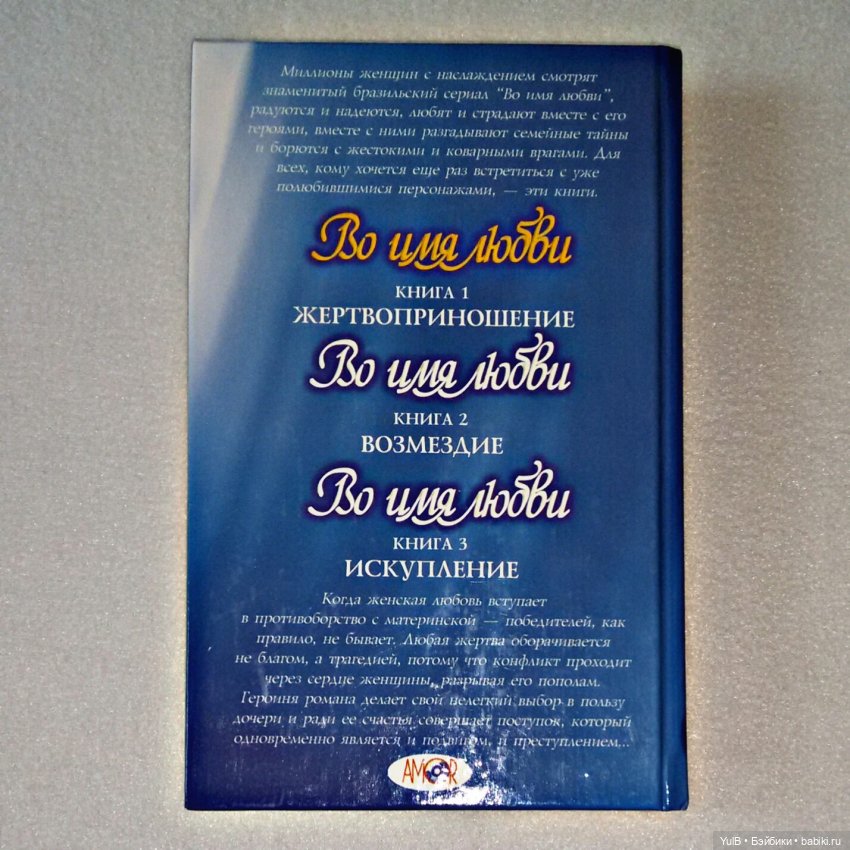 Миллионы женщин с наслаждением смотрят
знаменитый бразильский сериал "Во имя любви",
радуются и надеются, любят и страдают вместе с его
героями, вместе с ними разгадывают семейные тайны
и борются с жестокими и коварными врагами. Для
всех, кому хочется еще раз встретиться с уже
полюбившимися персонажами, — эти книги.
Во имя любви
КНИГА 1
ЖЕРТВОПРИНОШЕНИЕ
Во имя любви
КНИГА 2
ВОЗМЕЗДИЕ
Во имя любви
КНИГА 3
ИСКУПЛЕНИЕ
Когда женская любовь вступает
в противоборство с материнской — победителей, как
правило, не бывает. Любая жертва оборачивается
не благом, а трагедией, потому что конфликт проходит
через сердце женщины, разрывая его пополам.
Героиня романа делает свой нелегкий выбор в пользу
дочери и ради ее счастья совершает поступок, который
одновременно является и подвигом, и преступлением...
АМОR
YulB • Бэйбики • babiki.ru